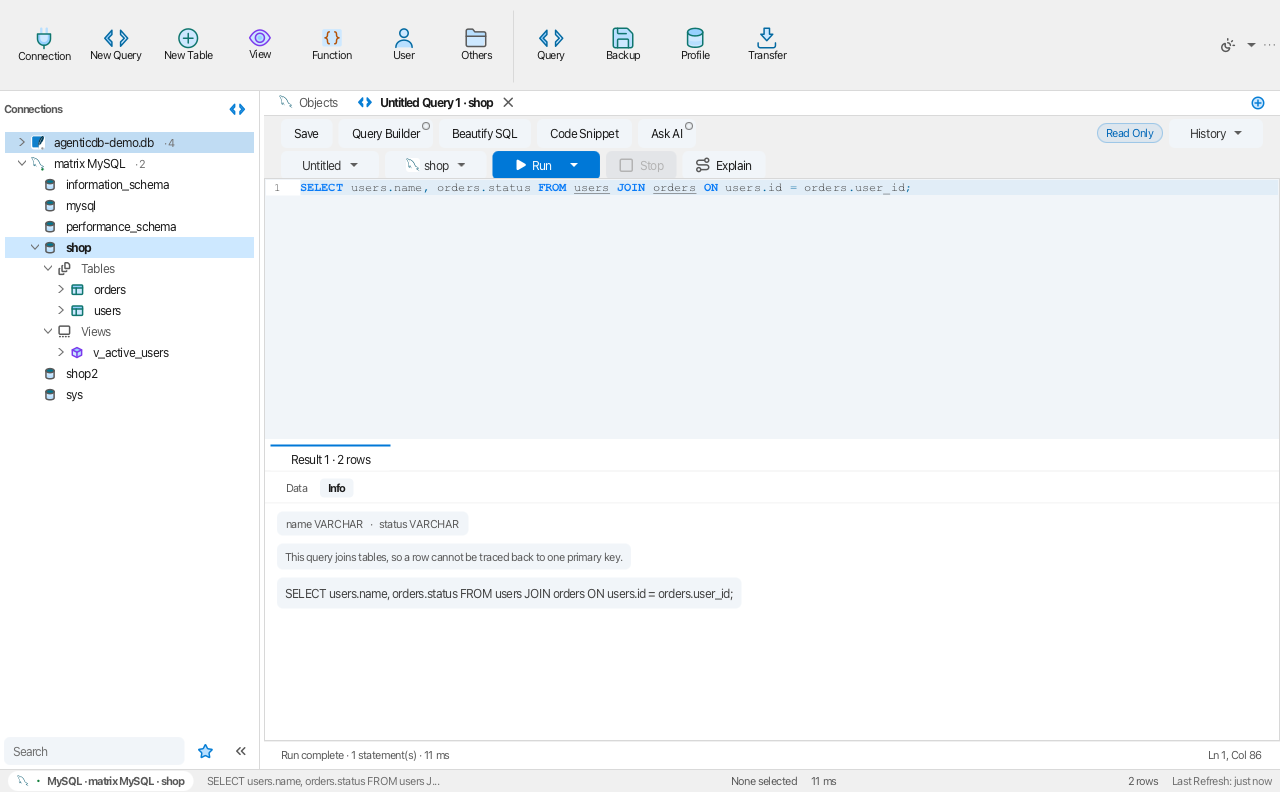 Connection New Query New Table View Function User Others Query Backup Profile Transfer
Connections
Objects Untitled Query 1 · shop
agenticdb-demo.db · 4
matrix MySQL · 2
information_schema
mysql
performance_schema
shop
Tables
orders
users
Views
v_active_users
shop2
sys
Search
Save Query Builder Beautify SQL Code Snippet Ask AI Read Only History
Untitled shop Run Stop Explain
1 SELECT users.name, orders.status FROM users JOIN orders ON users.id = orders.user_id;
Result 1 · 2 rows
Data Info
name VARCHAR · status VARCHAR
This query joins tables, so a row cannot be traced back to one primary key.
SELECT users.name, orders.status FROM users JOIN orders ON users.id = orders.user_id;
Run complete · 1 statement(s) · 11 ms Ln 1, Col 86
MySQL · matrix MySQL · shop SELECT users.name, orders.status FROM users J... None selected 11 ms 2 rows Last Refresh: just now